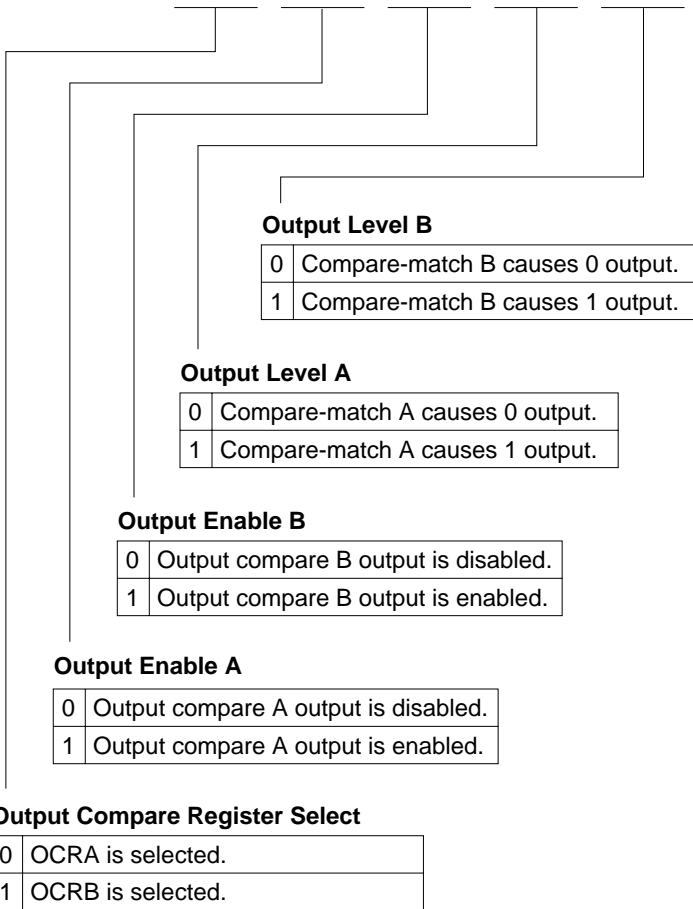 Output Level B
0 Compare-match B causes 0 output.
1 Compare-match B causes 1 output.
Output Level A
0 Compare-match A causes 0 output.
1 Compare-match A causes 1 output.
Output Enable B
0 Output compare B output is disabled.
1 Output compare B output is enabled.
Output Enable A
0 Output compare A output is disabled.
1 Output compare A output is enabled.
Output Compare Register Select
0 OCRA is selected.
1 OCRB is selected.